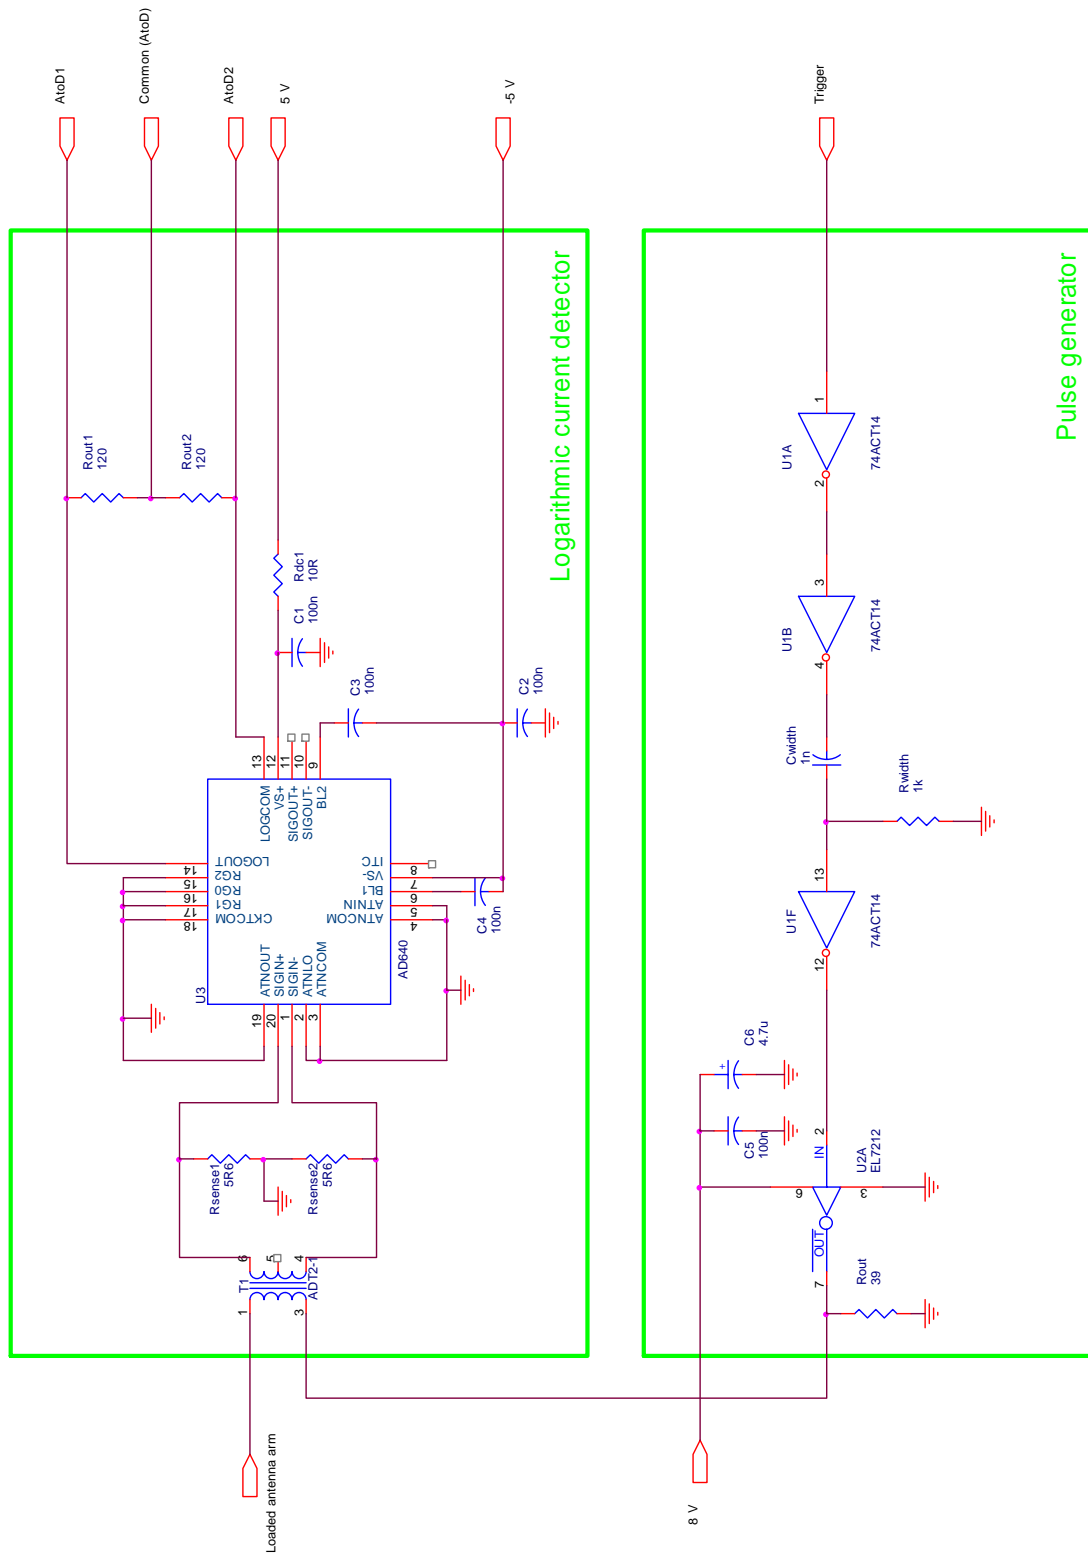 AtoD1
Common (AtoD)
AtoD2
5 V
-5 V
Trigger
Logarithmic current detector
Pulse generator
Rout1
120
Rout2
120
Rdc1
10R
C1
100n
C3
100n
C2
100n
C4
100n
U3
AD640
LOGCOM
VS+
SIGOUT+
SIGOUT-
BL2
13
12
11
10
9
LOGOUT
RG2
RG0
RG1
CKTCOM
14
15
16
17
18
ITC
VS-
BL1
ATNIN
ATNCOM
8
7
6
5
4
ATNOUT
SIGIN+
SIGIN-
ATNLO
ATNCOM
19
20
1
2
3
Rsense1
5R6
Rsense2
5R6
T1
ADT2-1
6
5
4
1
3
Loaded antenna arm
1
U1A
74ACT14
2
3
U1B
74ACT14
4
Cwidth
1n
Rwidth
1k
13
U1F
74ACT14
12
C6
4.7u
+
C5
100n
2
IN
U2A
EL7212
6
3
OUT
7
Rout
39
8 V